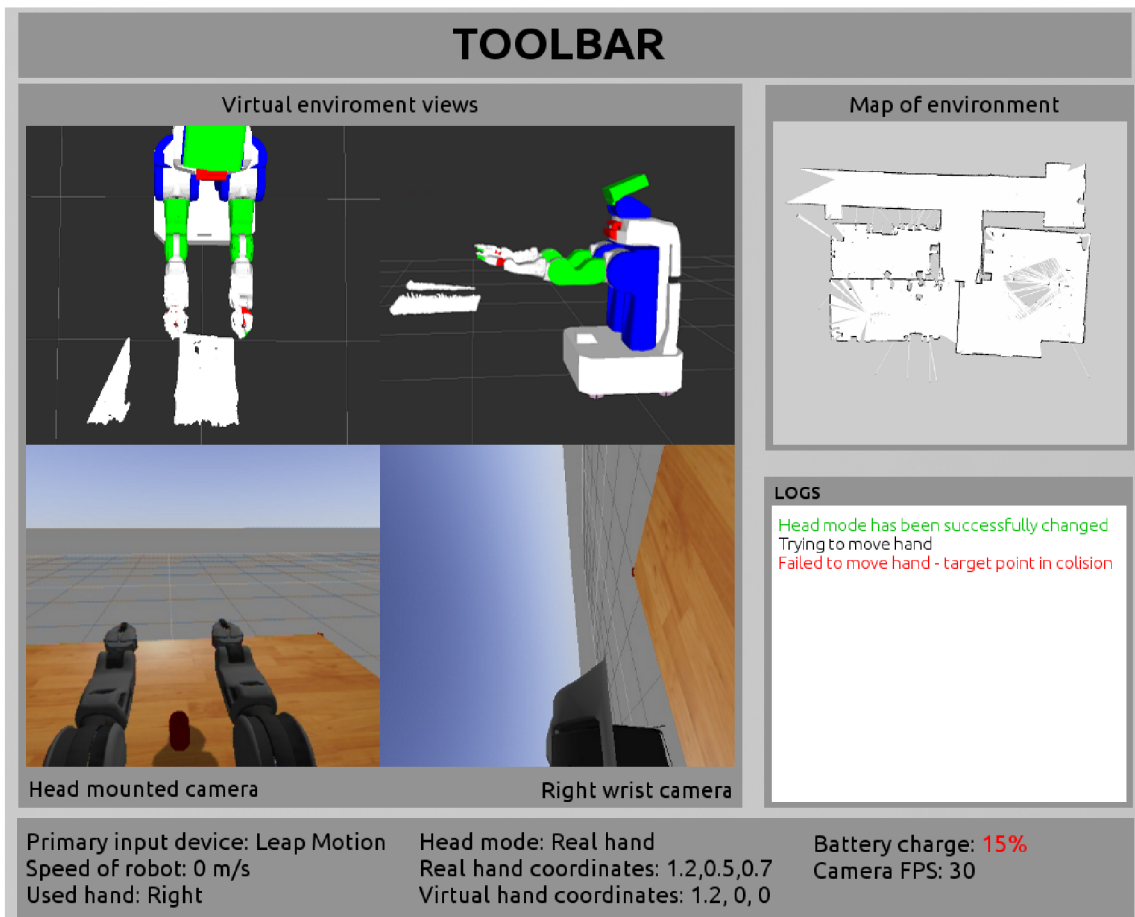 TOOLBAR
Virtual enviroment views
Map of environment
LOGS
Head mode has been successfully changed
Trying to move hand
Failed to move hand - target point in colision
Head mounted camera
Right wrist camera
Primary input device: Leap Motion
Speed of robot: 0 m/s
Used hand: Right
Head mode: Real hand
Real hand coordinates: 1.2,0.5,0.7
Virtual hand coordinates: 1.2, 0, 0
Battery charge: 15%
Camera FPS: 30